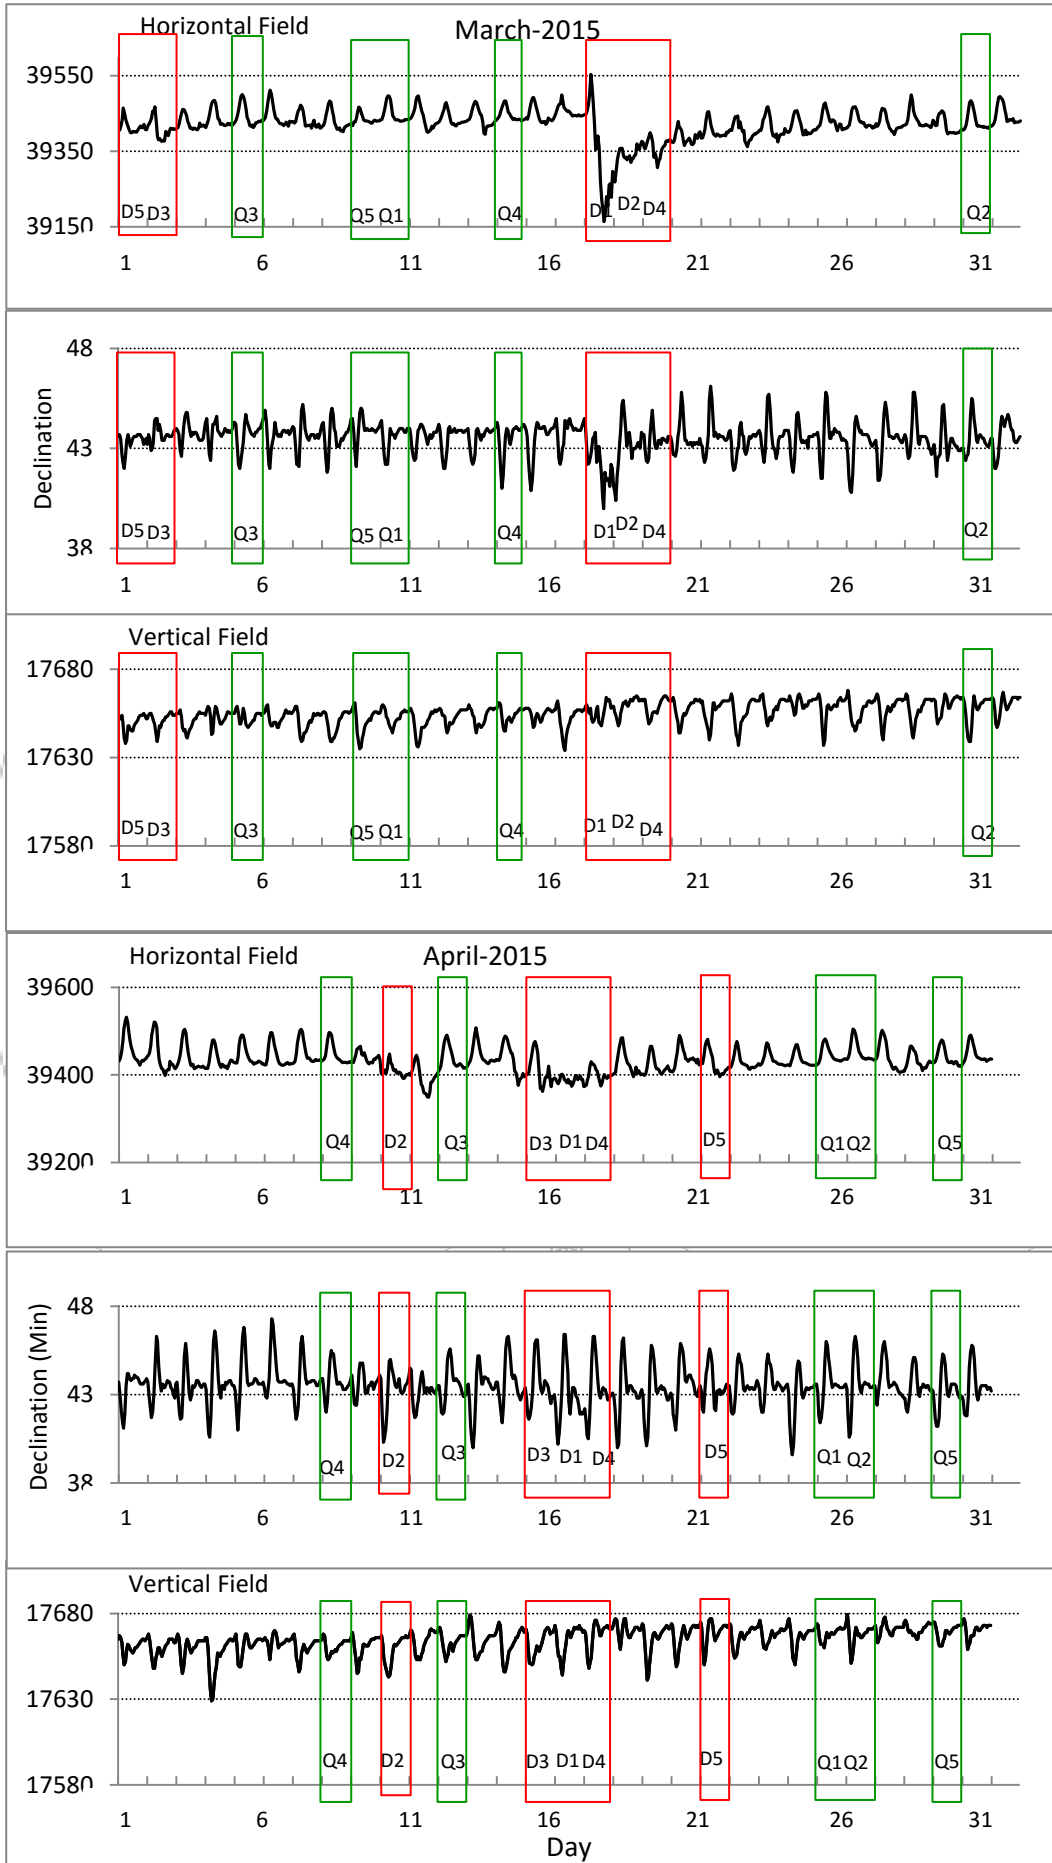 Horizontal Field March-2015
39550
39350
39150
D5 D3 Q3 Q5 Q1 Q4 D1 D2 D4 Q2
1 6 11 16 21 26 31
Declination
48
43
38
D5 D3 Q3 Q5 Q1 Q4 D1 D2 D4 Q2
1 6 11 16 21 26 31
Vertical Field
17680
17630
17580
D5 D3 Q3 Q5 Q1 Q4 D1 D2 D4 Q2
1 6 11 16 21 26 31
Horizontal Field April-2015
39600
39400
39200
Q4 D2 Q3 D3 D1 D4 D5 Q1 Q2 Q5
1 6 11 16 21 26 31
Declination (Min)
48
43
38
Q4 D2 Q3 D3 D1 D4 D5 Q1 Q2 Q5
1 6 11 16 21 26 31
Vertical Field
17680
17630
17580
Q4 D2 Q3 D3 D1 D4 D5 Q1 Q2 Q5
1 6 11 16 21 26 31
Day